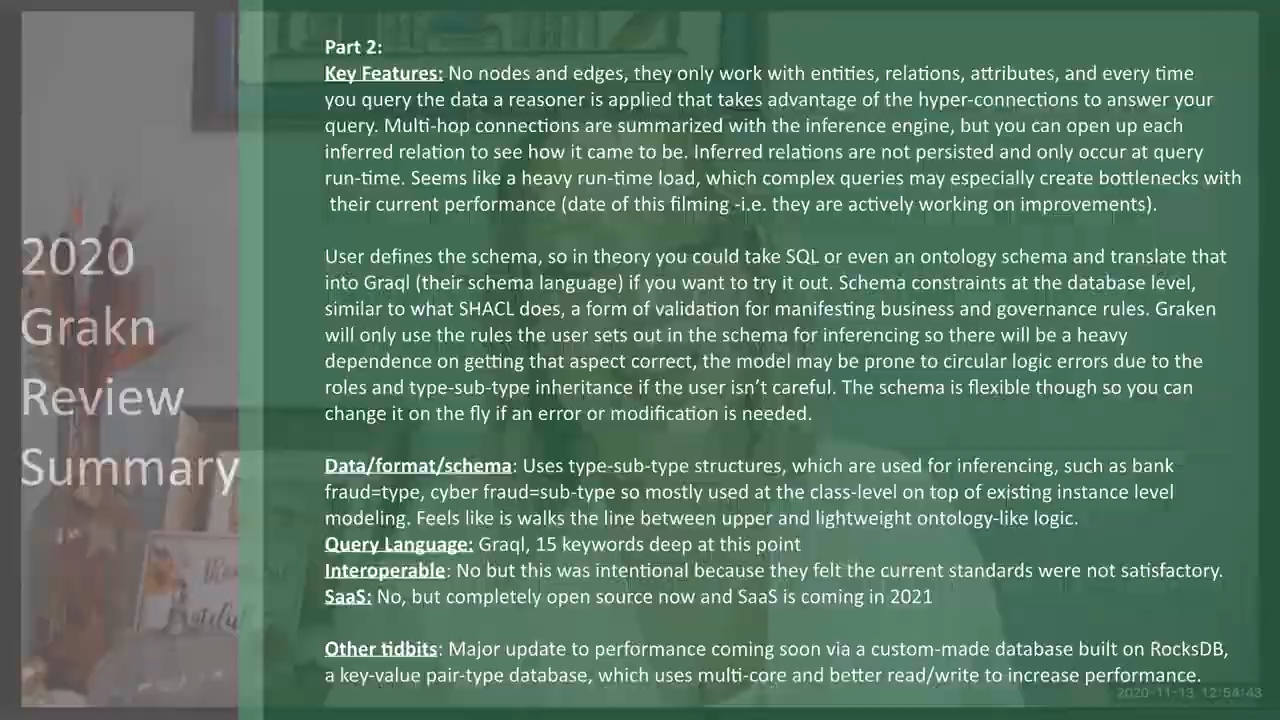 2020
Grakn
Review
Summary
Part 2:
Key Features: No nodes and edges, they only work with entities, relations, attributes, and every time
you query the data a reasoner is applied that takes advantage of the hyper-connections to answer your
query. Multi-hop connections are summarized with the inference engine, but you can open up each
inferred relation to see how it came to be. Inferred relations are not persisted and only occur at query
run-time. Seems like a heavy run-time load, which complex queries may especially create bottlenecks with
their current performance (date of this filming -i.e. they are actively working on improvements).
User defines the schema, so in theory you could take SQL or even an ontology schema and translate that
into Graql (their schema language) if you want to try it out. Schema constraints at the database level,
similar to what SHACL does, a form of validation for manifesting business and governance rules. Graken
will only use the rules the user sets out in the schema for inferencing so there will be a heavy
dependence on getting that aspect correct, the model may be prone to circular logic errors due to the
roles and type-sub-type inheritance if the user isn't careful. The schema is flexible though so you can
change it on the fly if an error or modification is needed.
Data/format/schema: Uses type-sub-type structures, which are used for inferencing, such as bank
fraud=type, cyber fraud=sub-type so mostly used at the class-level on top of existing instance level
modeling. Feels like is walks the line between upper and lightweight ontology-like logic.
Query Language: Graql, 15 keywords deep at this point
Interoperable: No but this was intentional because they felt the current standards were not satisfactory.
SaaS: No, but completely open source now and SaaS is coming in 2021
Other tidbits: Major update to performance coming soon via a custom-made database built on RocksDB,
a key-value pair-type database, which uses multi-core and better read/write to increase performance.
2020-11-13 12:54:43